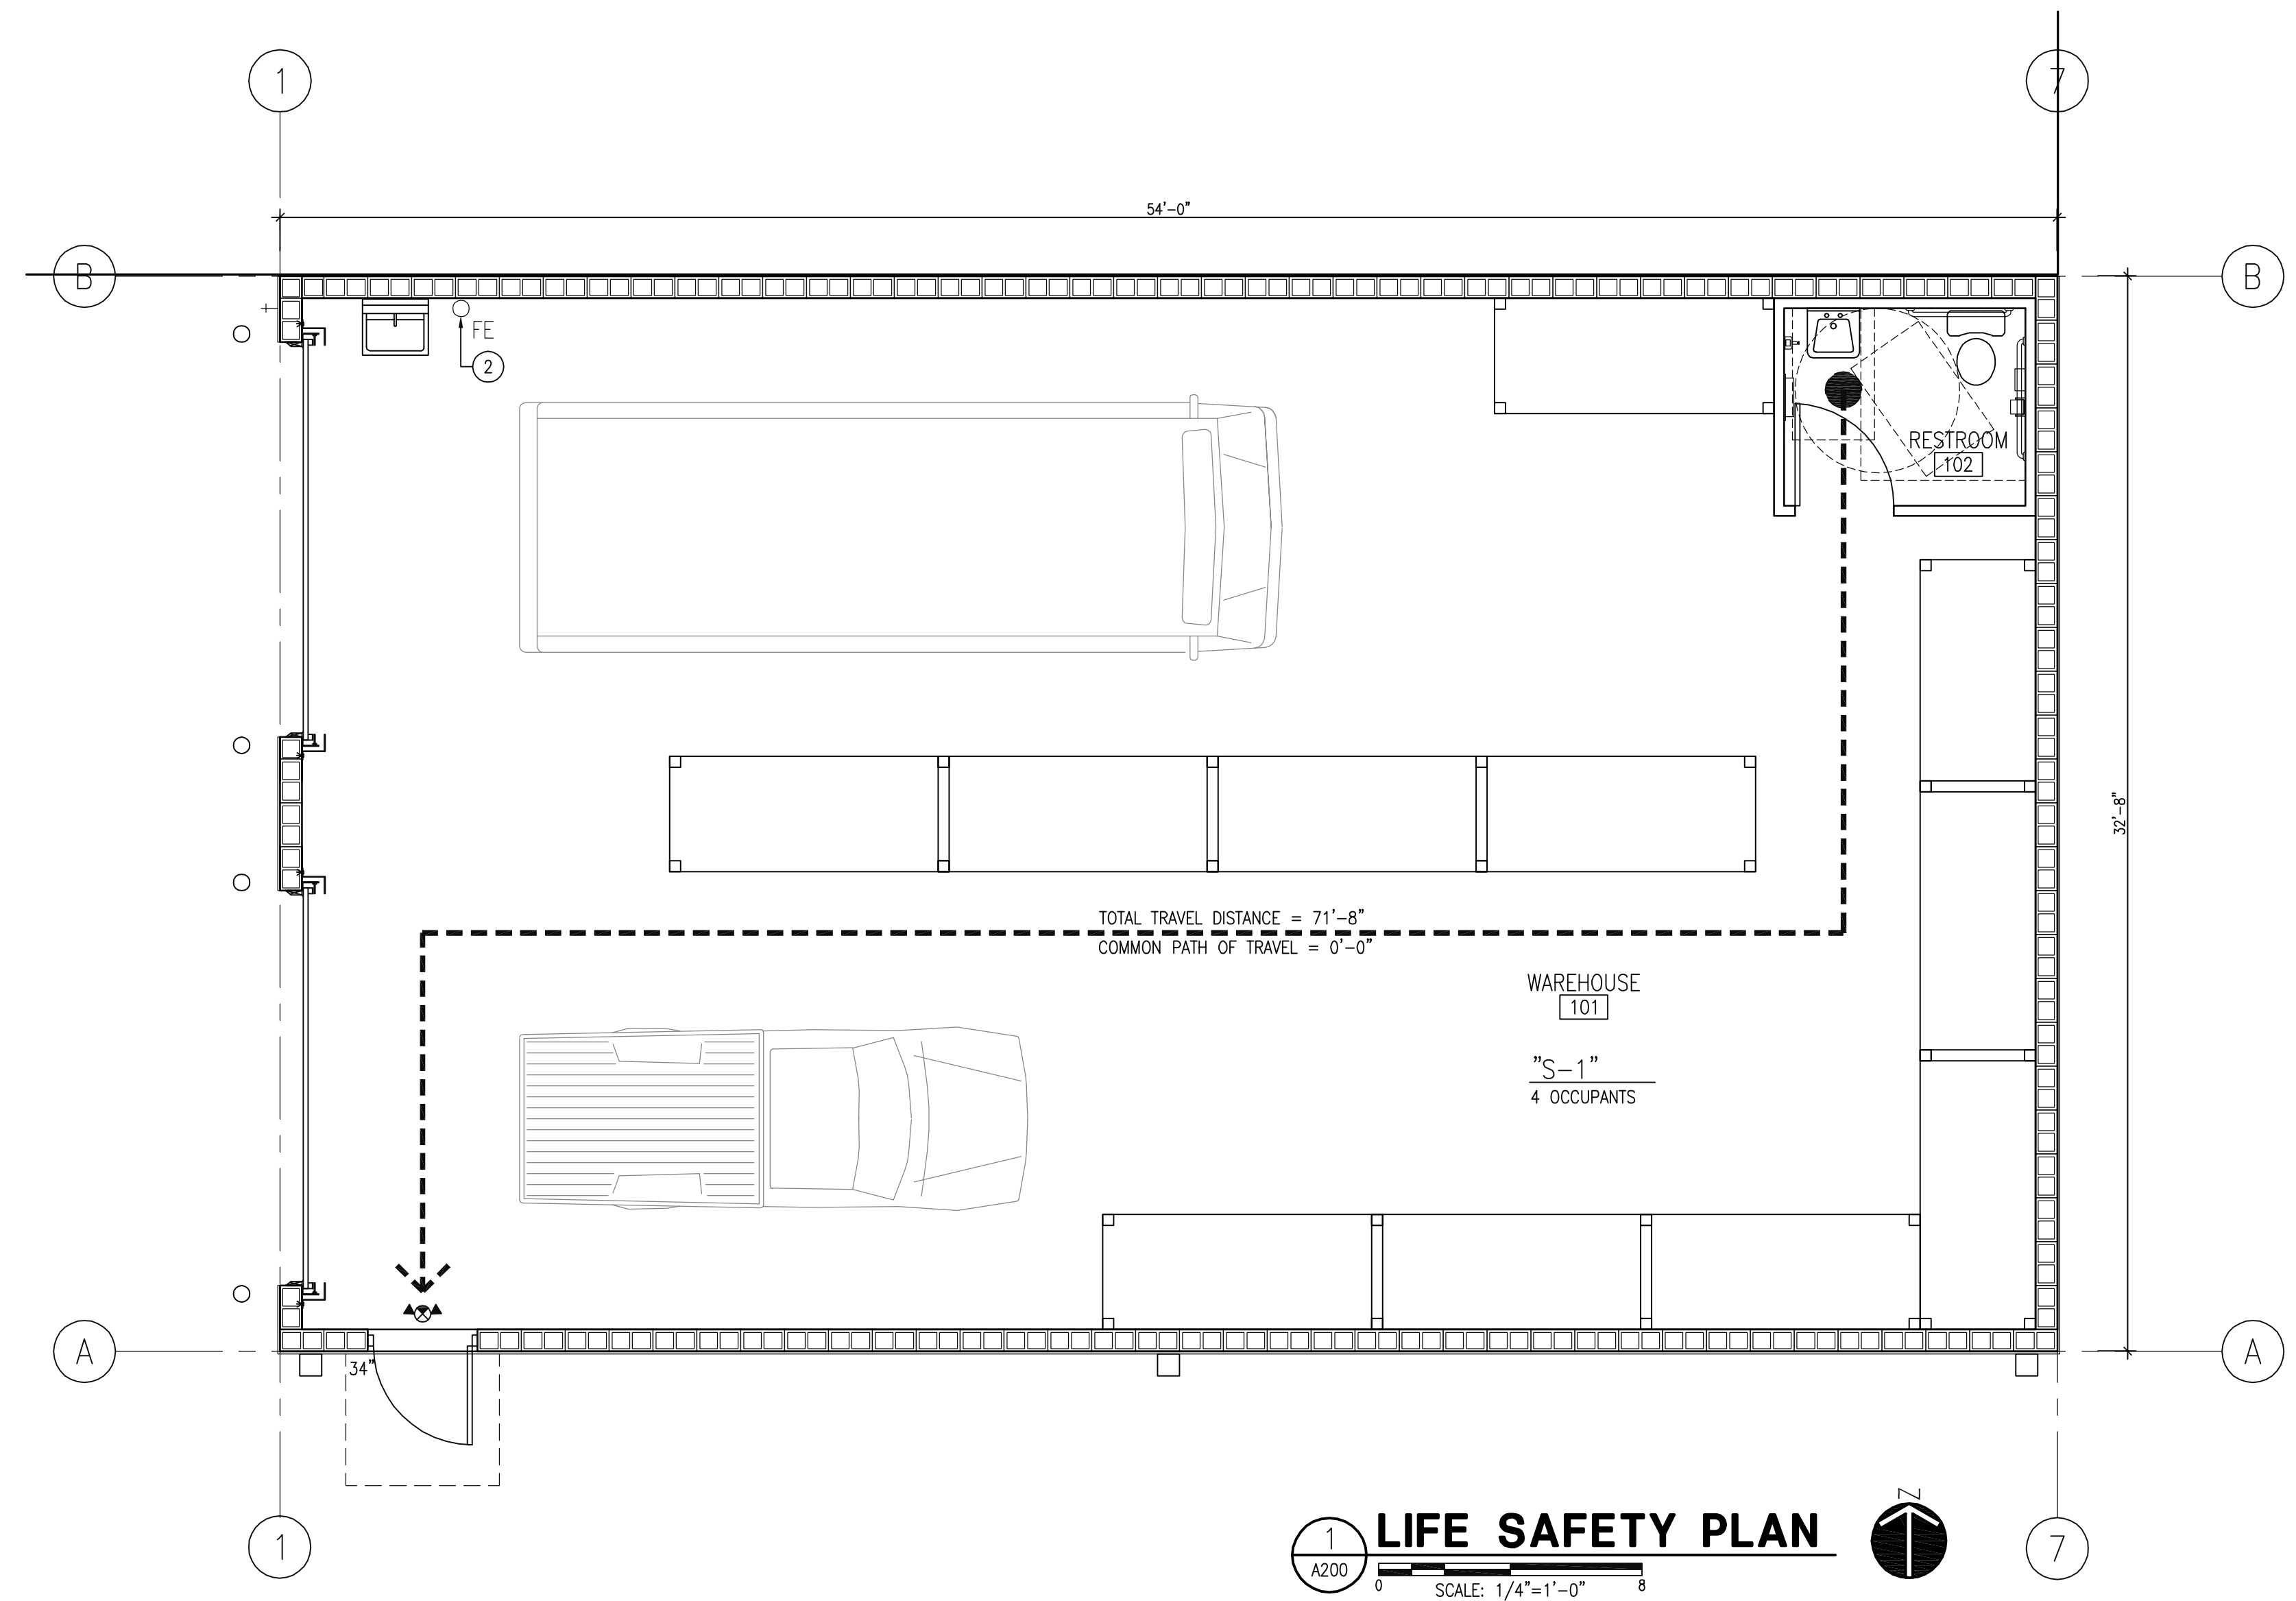 1
7
54'-0"
B
B
FE
2
RESTROOM
102
32'-8"
TOTAL TRAVEL DISTANCE = 71'-8"
COMMON PATH OF TRAVEL = 0'-0"
WAREHOUSE
101
"S-1"
4 OCCUPANTS
A
A
34"
1
7
N
1
A200
LIFE SAFETY PLAN
0
8
SCALE: 1/4"=1'-0"